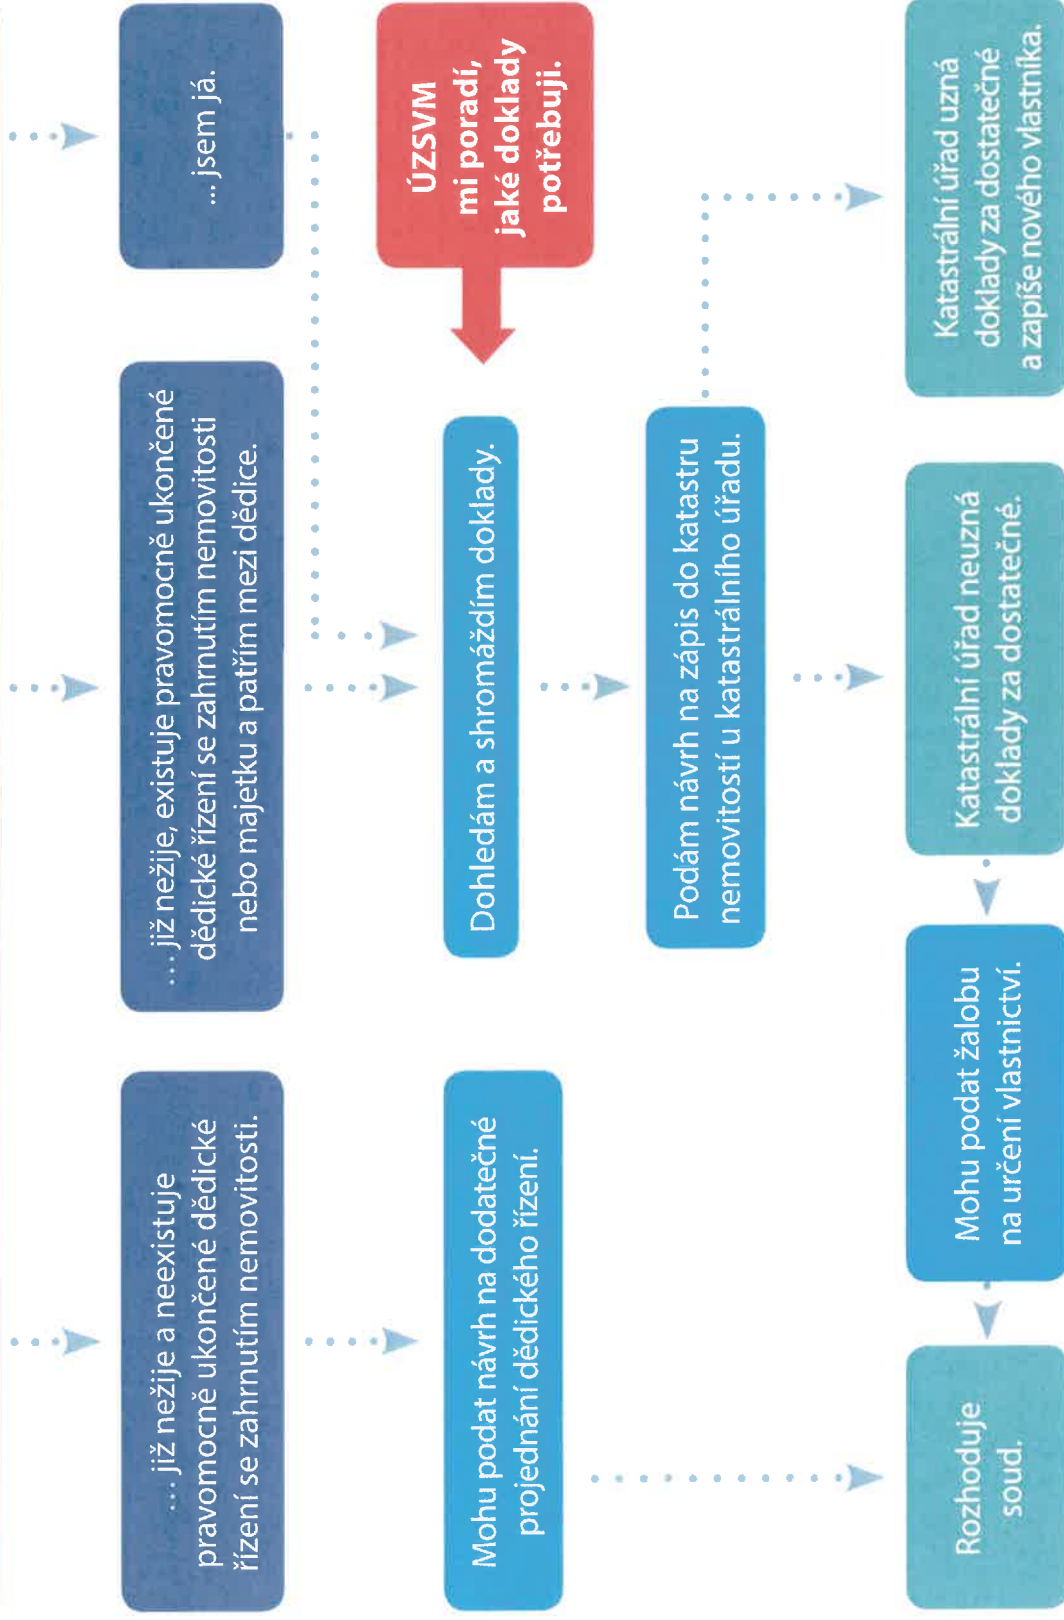 ... již nežije a neexistuje
pravomocně ukončené dědické
řízení se zahrnutím nemovitosti.
... již nežije, existuje pravomocně ukončené
dědické řízení se zahrnutím nemovitosti
nebo majetku a patřím mezi dědice.
... jsem já.
Mohu podat návrh na dodatečné
projednání dědického řízení.
Dohledám a shromáždím doklady.
ÚZSVM
mi poradí,
jaké doklady
potřebuji.
Podám návrh na zápis do katastru
nemovitostí u katastrálního úřadu.
Rozhoduje
soud.
Mohu podat žalobu
na určení vlastnictví.
Katastrální úřad neuzná
doklady za dostatečné.
Katastrální úřad uzná
doklady za dostatečné
a zapíše nového vlastníka.